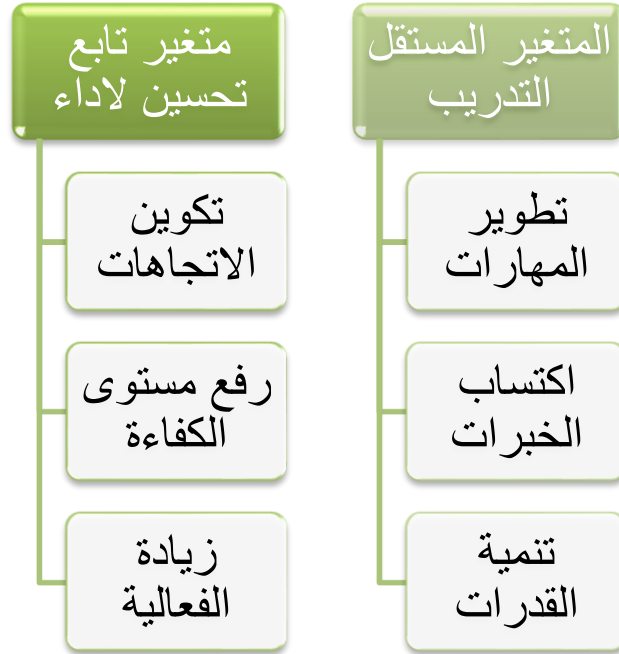 المتغير المستقل
التدريب
تطوير
المهارات
اكتساب
الخبرات
تنمية
القدرات
متغير تابع
تحسين لاداء
تكوين
الاتجاهات
رفع مستوى
الكفاءة
زيادة
الفعالية